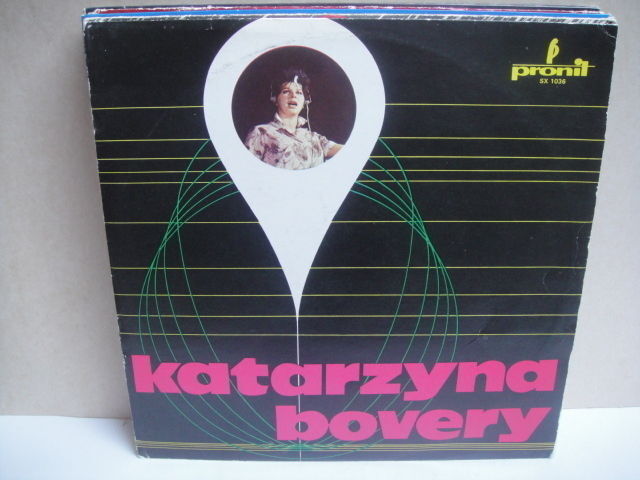 pronit
SX 1036
katarzyna
bovery